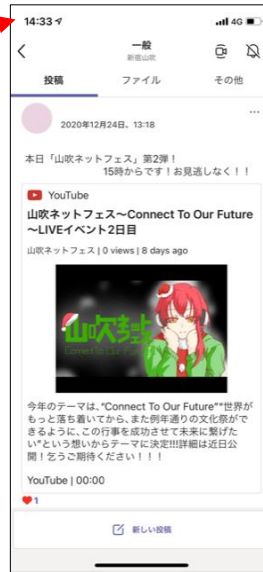 14:33
4G
一般
新宿山吹
投稿 ファイル その他
2020年12月24日、13:18
本日「山吹ネットフェス」第2弾！
15時からです！お見逃しなく！！
YouTube
山吹ネットフェス〜Connect To Our Future
〜LIVEイベント2日目
山吹ネットフェス | 0 views | 8 days ago
山吹ネット
Connect To Our Future
今年のテーマは、"Connect To Our Future""世界が
もっと落ち着いてから、また例年通りの文化祭がで
きるように、この行事を成功させて未来に繋げた
い"という想いからテーマに決定!!!詳細は近日公
開！乞うご期待ください！！！
YouTube | 00:00
1
新しい投稿